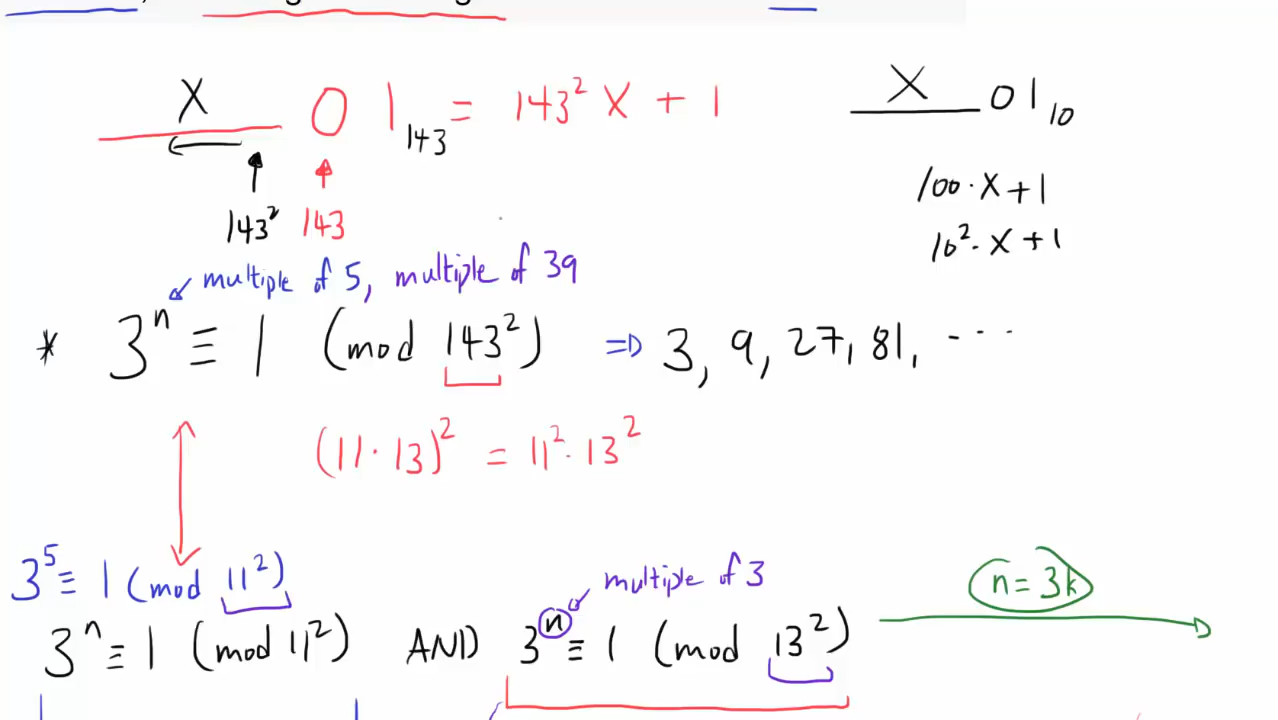 X 0 1₁₄₃ = 143² X + 1
X 01₁₀
100 · X + 1
143² 143
10² · X + 1
multiple of 5, multiple of 39
* 3ⁿ ≡ 1 (mod 143²) ⇒ 3, 9, 27, 81, ...
(11 · 13)² = 11² · 13²
3⁵ ≡ 1 (mod 11²)
multiple of 3
n = 3k
3ⁿ ≡ 1 (mod 11²) AND 3ⁿ ≡ 1 (mod 13²)